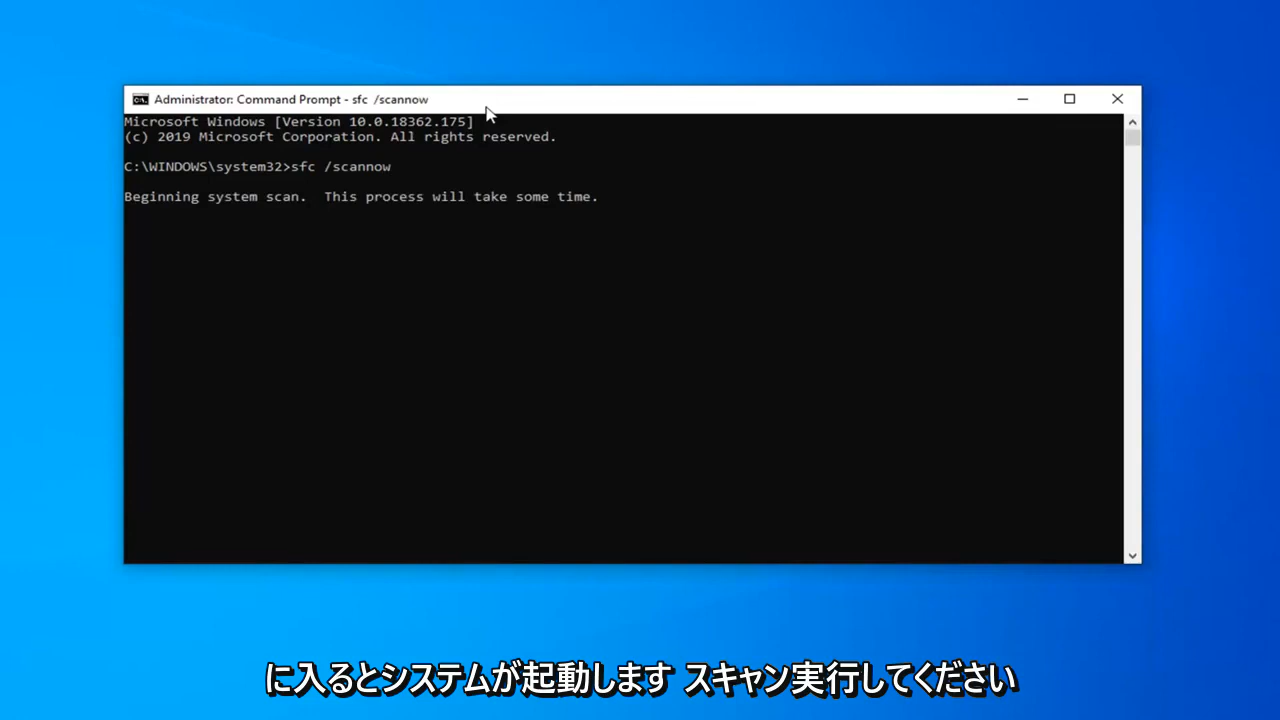 Administrator: Command Prompt - sfc /scannow
Microsoft Windows [Version 10.0.18362.175]
(c) 2019 Microsoft Corporation. All rights reserved.
C:\WINDOWS\system32>sfc /scannow
Beginning system scan.  This process will take some time.
に入るとシステムが起動します スキャン実行してください